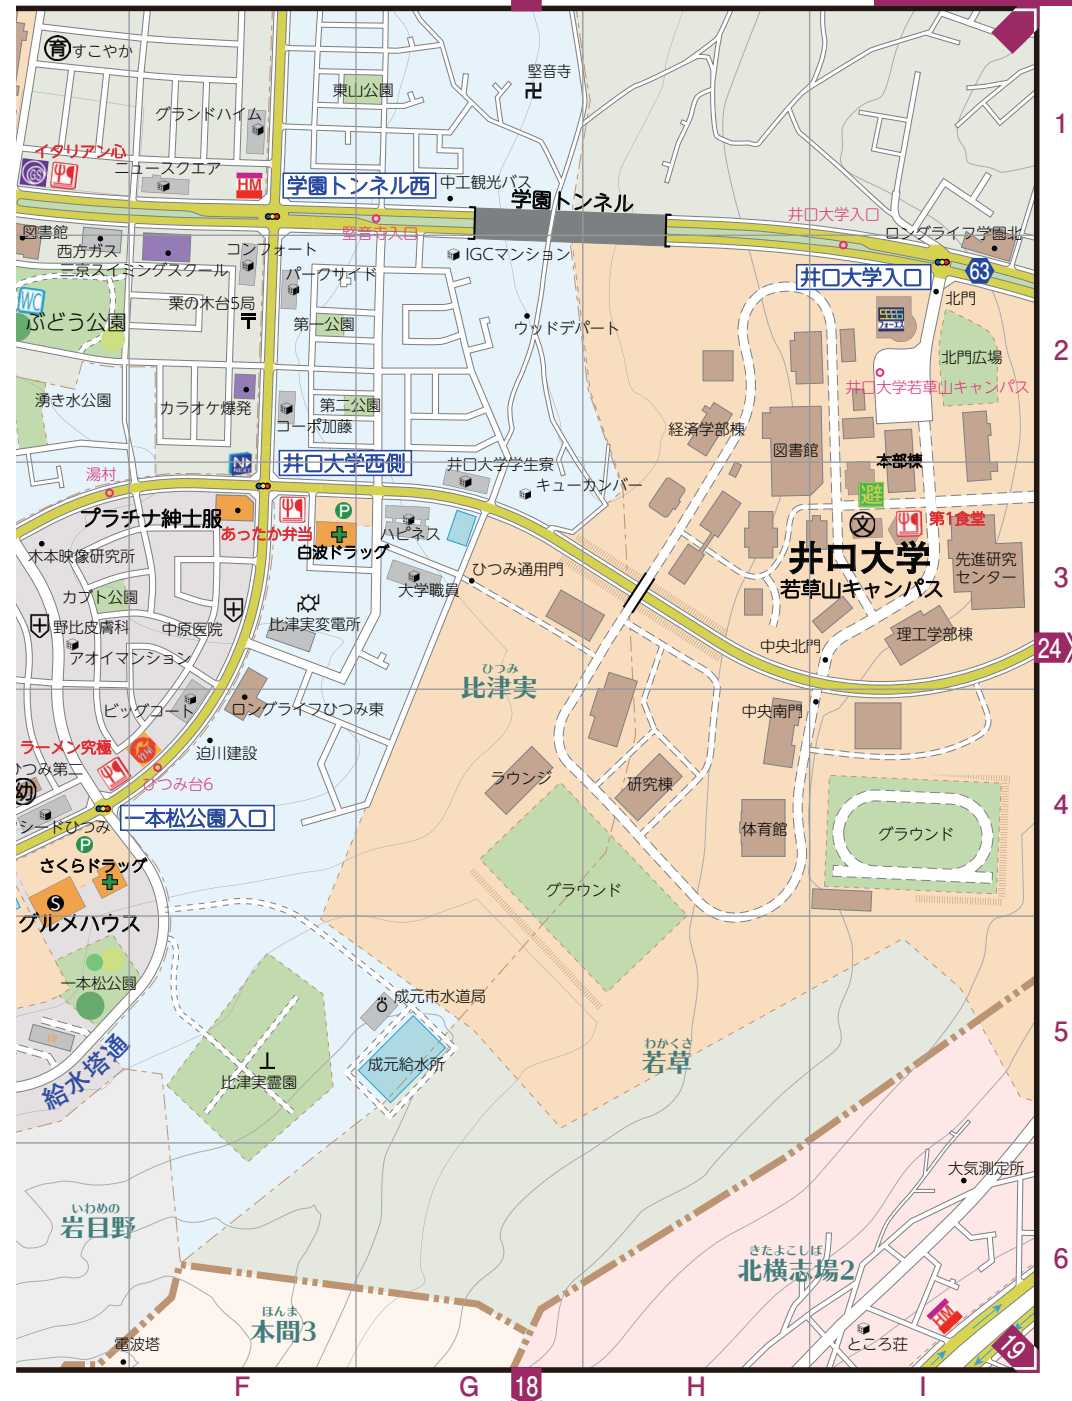 育
すこやか
東山公園
堅音寺
卍
1
グランドハイム
イタリアン心
GS
ニュースクエア
HM
学園トンネル西
中工観光バス
学園トンネル
井口大学入口
堅音寺入口
図書館
西方ガス
コンフォート
IGCマンション
ロングライフ学園北
三京スイミングスクール
パークサイド
井口大学入口
63
WC
栗の木台5局
〒
北門
ぶどう公園
第一公園
ウッドデパート
フォーエス
2
北門広場
井口大学若草山キャンパス
湧き水公園
カラオケ爆発
第二公園
コーポ加藤
経済学部棟
図書館
本部棟
湯村
N
NEXT
井口大学西側
井口大学学生寮
キューカンバー
避
プラチナ紳士服
あったか弁当
P
ハピネス
文
第1食堂
木本映像研究所
白波ドラッグ
井口大学
先進研究
センター
ひつみ通用門
3
大学職員
若草山キャンパス
カブト公園
野比皮膚科
中原医院
比津実変電所
理工学部棟
アオイマンション
中央北門
24
ひつみ
比津実
ビッグコート
ロングライフひつみ東
中央南門
ラーメン究極
迫川建設
ひつみ第二
ひつみ台6
ラウンジ
研究棟
幼
4
一本松公園入口
シードひつみ
体育館
グラウンド
P
さくらドラッグ
グラウンド
S
グルメハウス
一本松公園
成元市水道局
5
給水塔通
わかくさ
若草
成元給水所
比津実霊園
大気測定所
いわめの
岩目野
きたよこしば
北横志場2
6
ほんま
本間3
HM
電波塔
ところ荘
19
F
G
18
H
I